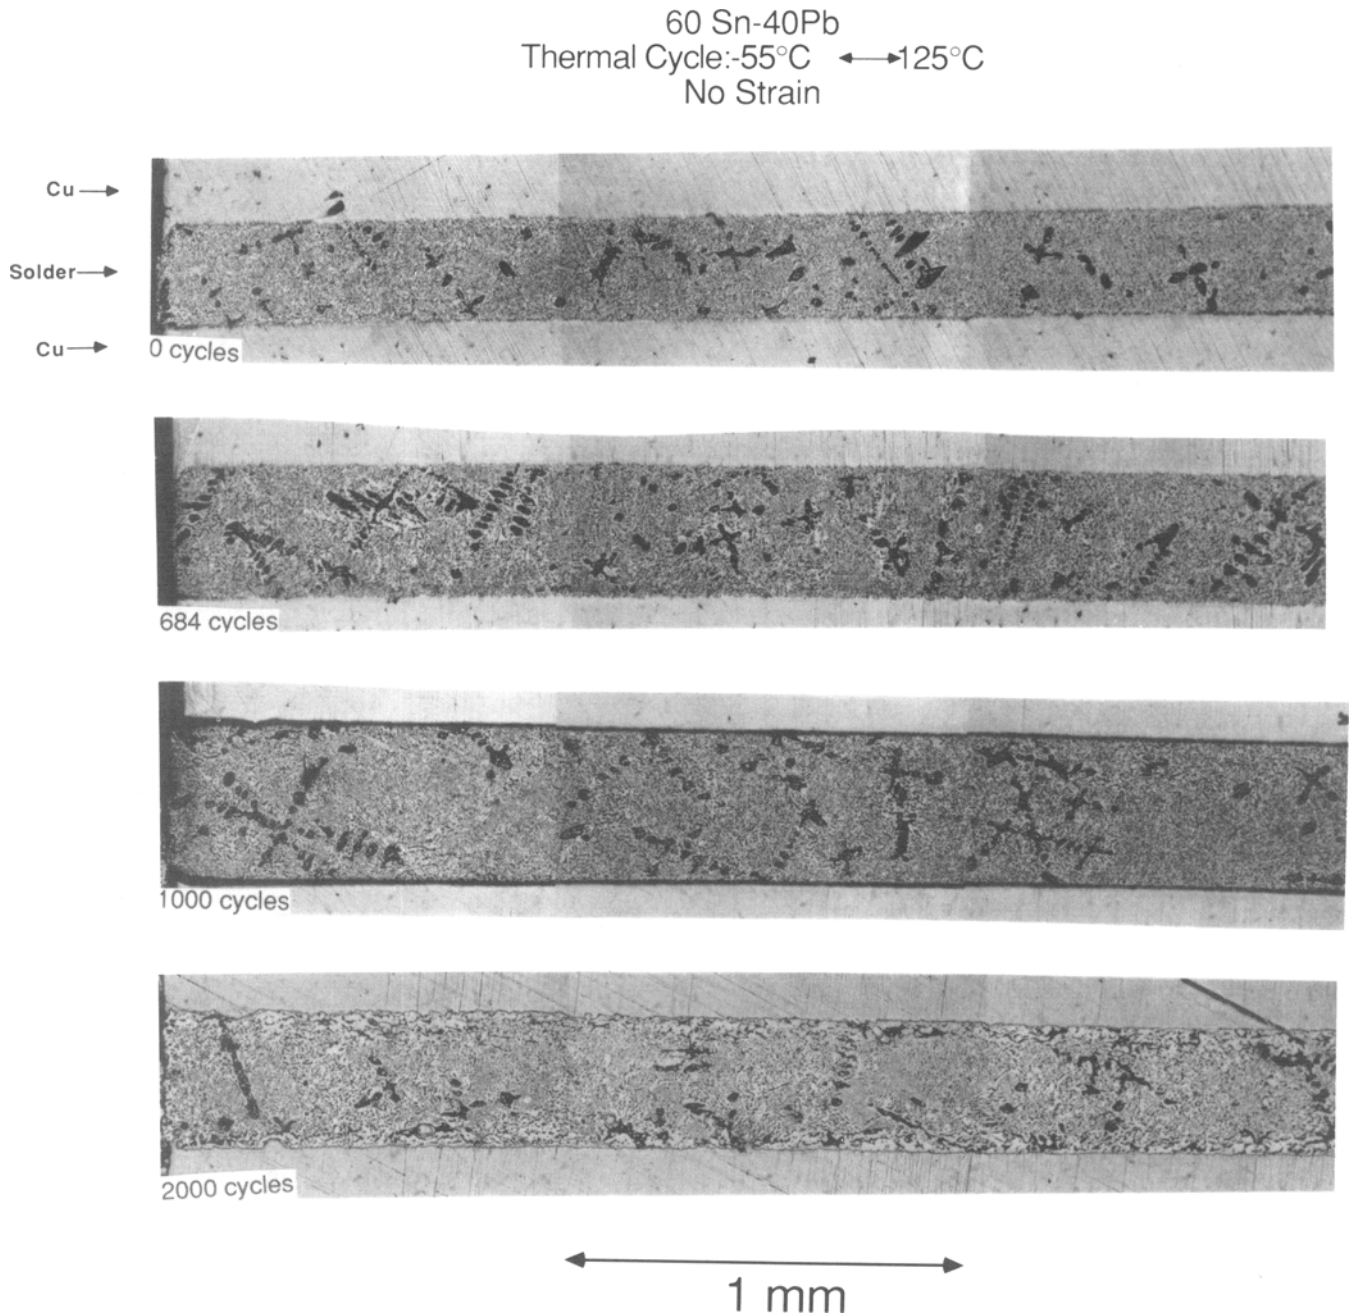 60 Sn-40Pb
Thermal Cycle:-55°C ⟷125°C
No Strain
Cu
Solder
Cu
0 cycles
684 cycles
1000 cycles
2000 cycles
1 mm